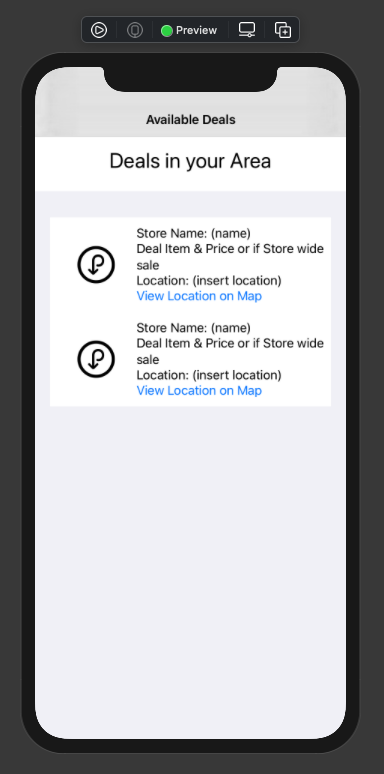 Preview
Available Deals
Deals in your Area
Store Name: (name)
Deal Item & Price or if Store wide
sale
Location: (insert location)
View Location on Map
Store Name: (name)
Deal Item & Price or if Store wide
sale
Location: (insert location)
View Location on Map